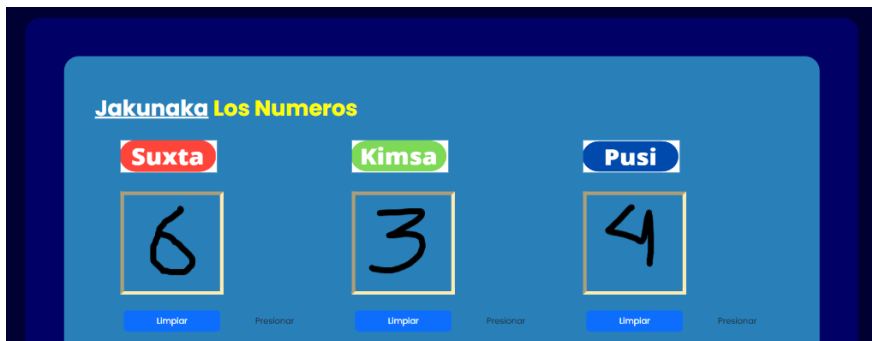 Jakunaka Los Numeros
Suxta Kimsa Pusi
6 3 4
Limpiar Presionar Limpiar Presionar Limpiar Presionar